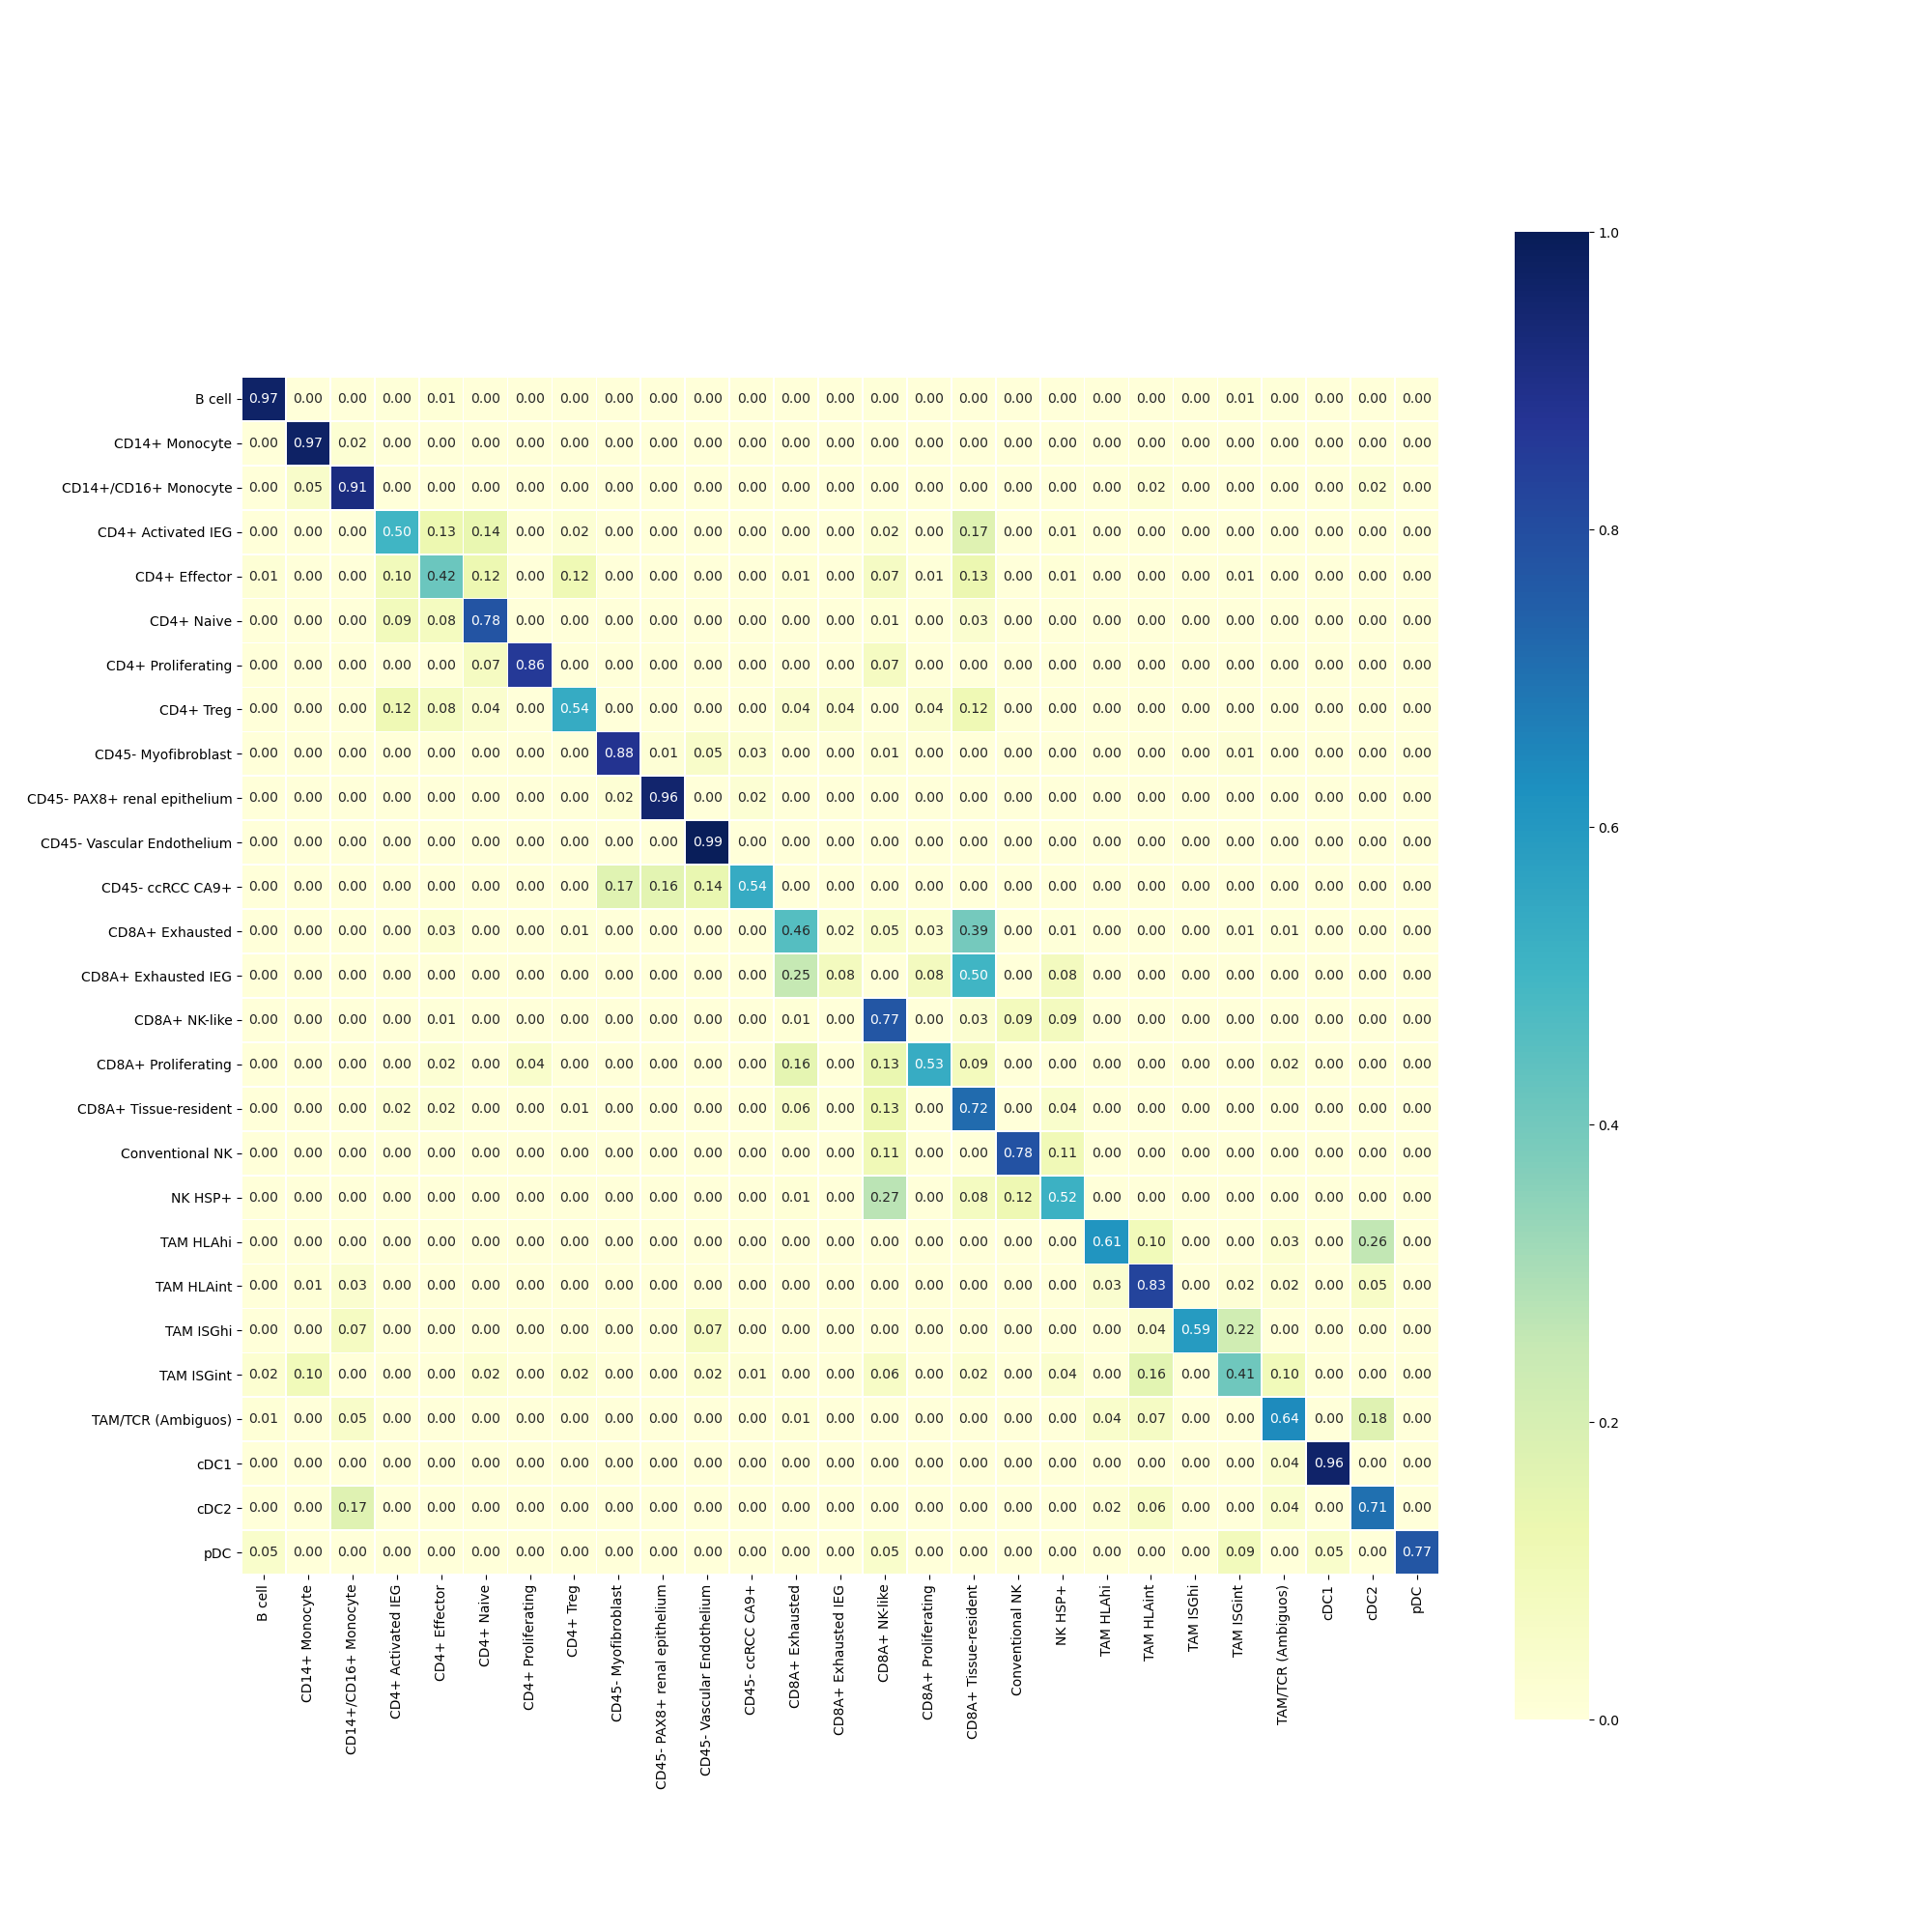 B cell 0.97 0.00 0.00 0.00 0.01 0.00 0.00 0.00 0.00 0.00 0.00 0.00 0.00 0.00 0.00 0.00 0.00 0.00 0.00 0.00 0.00 0.00 0.01 0.00 0.00 0.00 0.00
CD14+ Monocyte 0.00 0.97 0.02 0.00 0.00 0.00 0.00 0.00 0.00 0.00 0.00 0.00 0.00 0.00 0.00 0.00 0.00 0.00 0.00 0.00 0.00 0.00 0.00 0.00 0.00 0.00 0.00
CD14+/CD16+ Monocyte 0.00 0.05 0.91 0.00 0.00 0.00 0.00 0.00 0.00 0.00 0.00 0.00 0.00 0.00 0.00 0.00 0.00 0.00 0.00 0.00 0.02 0.00 0.00 0.00 0.00 0.02 0.00
CD4+ Activated IEG 0.00 0.00 0.00 0.50 0.13 0.14 0.00 0.02 0.00 0.00 0.00 0.00 0.00 0.00 0.02 0.00 0.17 0.00 0.01 0.00 0.00 0.00 0.00 0.00 0.00 0.00 0.00
CD4+ Effector 0.01 0.00 0.00 0.10 0.42 0.12 0.00 0.12 0.00 0.00 0.00 0.00 0.01 0.00 0.07 0.01 0.13 0.00 0.01 0.00 0.00 0.00 0.01 0.00 0.00 0.00 0.00
CD4+ Naive 0.00 0.00 0.00 0.09 0.08 0.78 0.00 0.00 0.00 0.00 0.00 0.00 0.00 0.00 0.01 0.00 0.03 0.00 0.00 0.00 0.00 0.00 0.00 0.00 0.00 0.00 0.00
CD4+ Proliferating 0.00 0.00 0.00 0.00 0.00 0.07 0.86 0.00 0.00 0.00 0.00 0.00 0.00 0.00 0.07 0.00 0.00 0.00 0.00 0.00 0.00 0.00 0.00 0.00 0.00 0.00 0.00
CD4+ Treg 0.00 0.00 0.00 0.12 0.08 0.04 0.00 0.54 0.00 0.00 0.00 0.00 0.04 0.04 0.00 0.04 0.12 0.00 0.00 0.00 0.00 0.00 0.00 0.00 0.00 0.00 0.00
CD45- Myofibroblast 0.00 0.00 0.00 0.00 0.00 0.00 0.00 0.00 0.88 0.01 0.05 0.03 0.00 0.00 0.01 0.00 0.00 0.00 0.00 0.00 0.00 0.00 0.01 0.00 0.00 0.00 0.00
CD45- PAX8+ renal epithelium 0.00 0.00 0.00 0.00 0.00 0.00 0.00 0.00 0.02 0.96 0.00 0.02 0.00 0.00 0.00 0.00 0.00 0.00 0.00 0.00 0.00 0.00 0.00 0.00 0.00 0.00 0.00
CD45- Vascular Endothelium 0.00 0.00 0.00 0.00 0.00 0.00 0.00 0.00 0.00 0.00 0.99 0.00 0.00 0.00 0.00 0.00 0.00 0.00 0.00 0.00 0.00 0.00 0.00 0.00 0.00 0.00 0.00
CD45- ccRCC CA9+ 0.00 0.00 0.00 0.00 0.00 0.00 0.00 0.00 0.17 0.16 0.14 0.54 0.00 0.00 0.00 0.00 0.00 0.00 0.00 0.00 0.00 0.00 0.00 0.00 0.00 0.00 0.00
CD8A+ Exhausted 0.00 0.00 0.00 0.00 0.03 0.00 0.00 0.01 0.00 0.00 0.00 0.00 0.46 0.02 0.05 0.03 0.39 0.00 0.01 0.00 0.00 0.00 0.01 0.01 0.00 0.00 0.00
CD8A+ Exhausted IEG 0.00 0.00 0.00 0.00 0.00 0.00 0.00 0.00 0.00 0.00 0.00 0.00 0.25 0.08 0.00 0.08 0.50 0.00 0.08 0.00 0.00 0.00 0.00 0.00 0.00 0.00 0.00
CD8A+ NK-like 0.00 0.00 0.00 0.00 0.01 0.00 0.00 0.00 0.00 0.00 0.00 0.00 0.01 0.00 0.77 0.00 0.03 0.09 0.09 0.00 0.00 0.00 0.00 0.00 0.00 0.00 0.00
CD8A+ Proliferating 0.00 0.00 0.00 0.00 0.02 0.00 0.04 0.00 0.00 0.00 0.00 0.00 0.16 0.00 0.13 0.53 0.09 0.00 0.00 0.00 0.00 0.00 0.00 0.02 0.00 0.00 0.00
CD8A+ Tissue-resident 0.00 0.00 0.00 0.02 0.02 0.00 0.00 0.01 0.00 0.00 0.00 0.00 0.06 0.00 0.13 0.00 0.72 0.00 0.04 0.00 0.00 0.00 0.00 0.00 0.00 0.00 0.00
Conventional NK 0.00 0.00 0.00 0.00 0.00 0.00 0.00 0.00 0.00 0.00 0.00 0.00 0.00 0.00 0.11 0.00 0.00 0.78 0.11 0.00 0.00 0.00 0.00 0.00 0.00 0.00 0.00
NK HSP+ 0.00 0.00 0.00 0.00 0.00 0.00 0.00 0.00 0.00 0.00 0.00 0.00 0.01 0.00 0.27 0.00 0.08 0.12 0.52 0.00 0.00 0.00 0.00 0.00 0.00 0.00 0.00
TAM HLAhi 0.00 0.00 0.00 0.00 0.00 0.00 0.00 0.00 0.00 0.00 0.00 0.00 0.00 0.00 0.00 0.00 0.00 0.00 0.00 0.61 0.10 0.00 0.00 0.03 0.00 0.26 0.00
TAM HLAint 0.00 0.01 0.03 0.00 0.00 0.00 0.00 0.00 0.00 0.00 0.00 0.00 0.00 0.00 0.00 0.00 0.00 0.00 0.00 0.03 0.83 0.00 0.02 0.02 0.00 0.05 0.00
TAM ISGhi 0.00 0.00 0.07 0.00 0.00 0.00 0.00 0.00 0.00 0.00 0.07 0.00 0.00 0.00 0.00 0.00 0.00 0.00 0.00 0.00 0.04 0.59 0.22 0.00 0.00 0.00 0.00
TAM ISGint 0.02 0.10 0.00 0.00 0.00 0.02 0.00 0.02 0.00 0.00 0.02 0.01 0.00 0.00 0.06 0.00 0.02 0.00 0.04 0.00 0.16 0.00 0.41 0.10 0.00 0.00 0.00
TAM/TCR (Ambiguos) 0.01 0.00 0.05 0.00 0.00 0.00 0.00 0.00 0.00 0.00 0.00 0.00 0.01 0.00 0.00 0.00 0.00 0.00 0.00 0.04 0.07 0.00 0.00 0.64 0.00 0.18 0.00
cDC1 0.00 0.00 0.00 0.00 0.00 0.00 0.00 0.00 0.00 0.00 0.00 0.00 0.00 0.00 0.00 0.00 0.00 0.00 0.00 0.00 0.00 0.00 0.00 0.04 0.96 0.00 0.00
cDC2 0.00 0.00 0.17 0.00 0.00 0.00 0.00 0.00 0.00 0.00 0.00 0.00 0.00 0.00 0.00 0.00 0.00 0.00 0.00 0.02 0.06 0.00 0.00 0.04 0.00 0.71 0.00
pDC 0.05 0.00 0.00 0.00 0.00 0.00 0.00 0.00 0.00 0.00 0.00 0.00 0.00 0.00 0.05 0.00 0.00 0.00 0.00 0.00 0.00 0.00 0.09 0.00 0.05 0.00 0.77
B cell
CD14+ Monocyte
CD14+/CD16+ Monocyte
CD4+ Activated IEG
CD4+ Effector
CD4+ Naive
CD4+ Proliferating
CD4+ Treg
CD45- Myofibroblast
CD45- PAX8+ renal epithelium
CD45- Vascular Endothelium
CD45- ccRCC CA9+
CD8A+ Exhausted
CD8A+ Exhausted IEG
CD8A+ NK-like
CD8A+ Proliferating
CD8A+ Tissue-resident
Conventional NK
NK HSP+
TAM HLAhi
TAM HLAint
TAM ISGhi
TAM ISGint
TAM/TCR (Ambiguos)
cDC1
cDC2
pDC
1.0
0.8
0.6
0.4
0.2
0.0